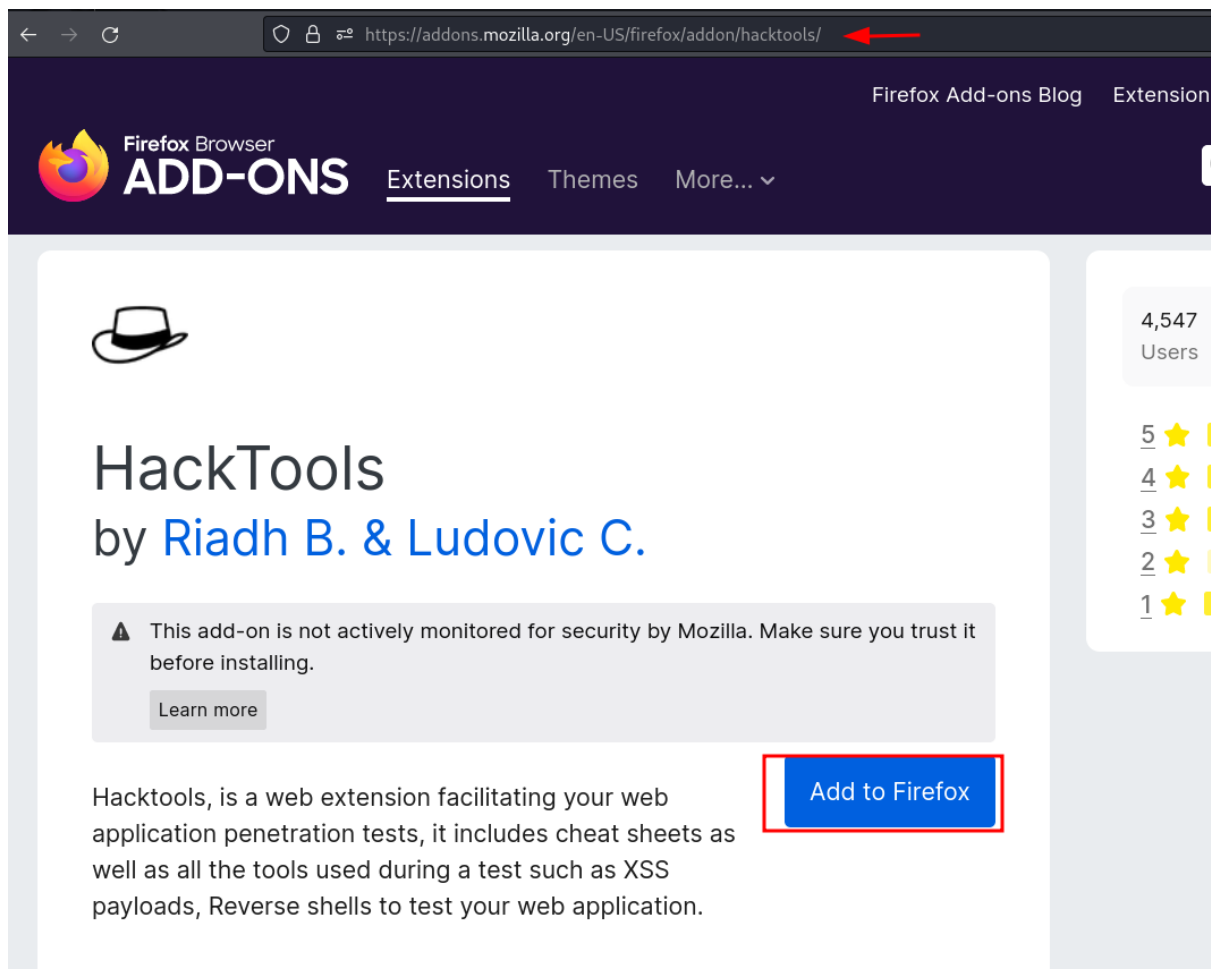 https://addons.mozilla.org/en-US/firefox/addon/hacktools/
Firefox Add-ons Blog Extension
Firefox Browser
ADD-ONS
Extensions Themes More...
HackTools
by Riadh B. & Ludovic C.
This add-on is not actively monitored for security by Mozilla. Make sure you trust it
before installing.
Learn more
Add to Firefox
Hacktools, is a web extension facilitating your web
application penetration tests, it includes cheat sheets as
well as all the tools used during a test such as XSS
payloads, Reverse shells to test your web application.
4,547
Users
5
4
3
2
1